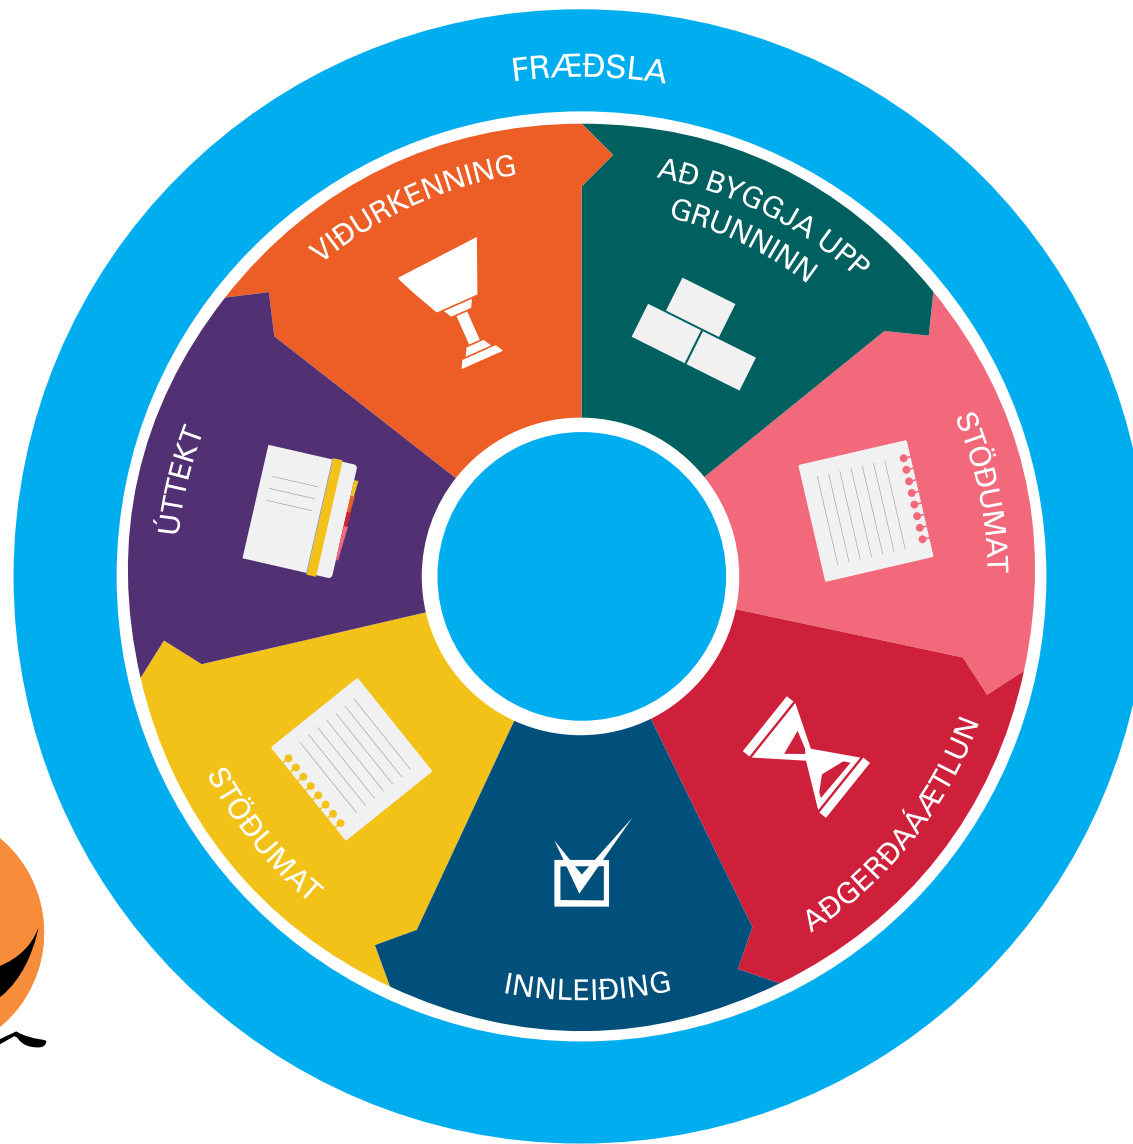 FRÆÐSLA
AÐ BYGGJA UPP
GRUNNINN
STÖÐUMAT
AÐGERÐAÁÆTLUN
INNLEIÐING
STÖÐUMAT
ÚTTEKT
VIÐURKENNING